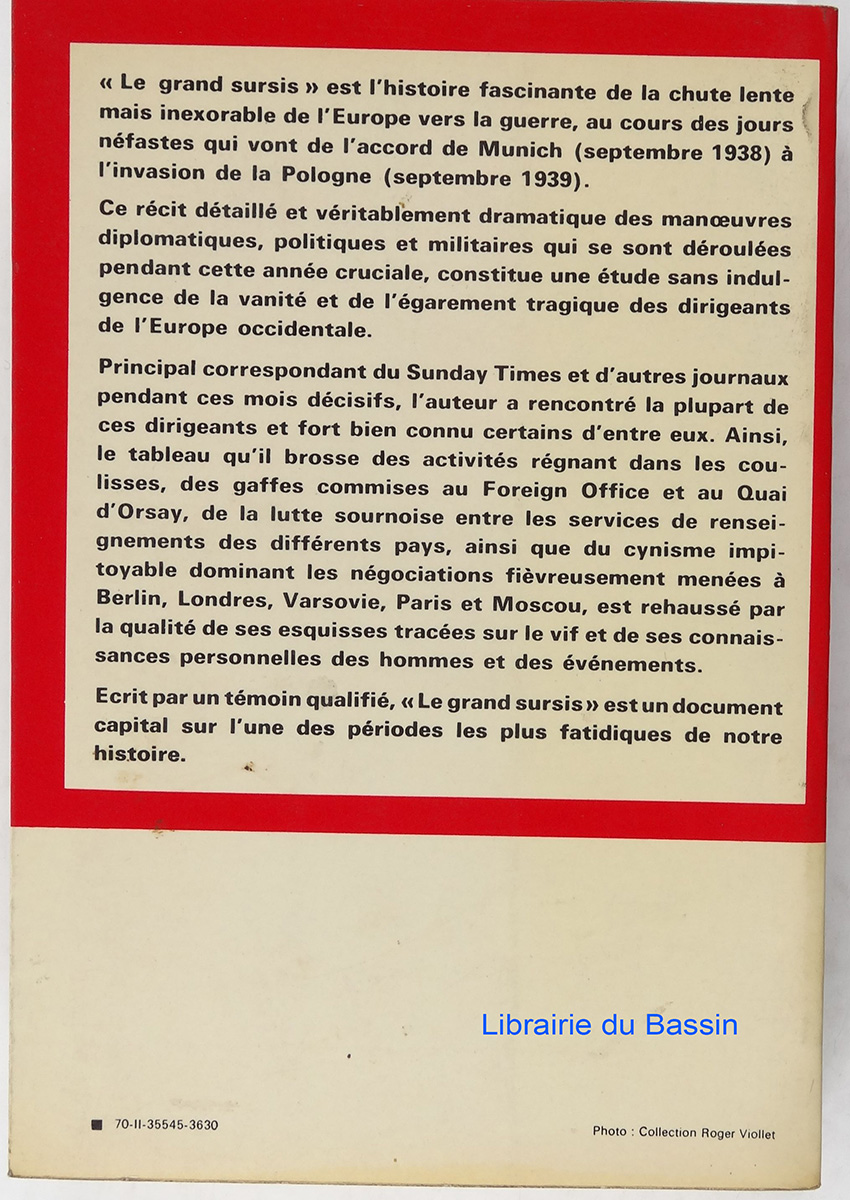 « Le grand sursis » est l'histoire fascinante de la chute lente
mais inexorable de l'Europe vers la guerre, au cours des jours
néfastes qui vont de l'accord de Munich (septembre 1938) à
l'invasion de la Pologne (septembre 1939).
Ce récit détaillé et véritablement dramatique des manœuvres
diplomatiques, politiques et militaires qui se sont déroulées
pendant cette année cruciale, constitue une étude sans indul-
gence de la vanité et de l'égarement tragique des dirigeants
de l'Europe occidentale.
Principal correspondant du Sunday Times et d'autres journaux
pendant ces mois décisifs, l'auteur a rencontré la plupart de
ces dirigeants et fort bien connu certains d'entre eux. Ainsi,
le tableau qu'il brosse des activités régnant dans les cou-
lisses, des gaffes commises au Foreign Office et au Quai
d'Orsay, de la lutte sournoise entre les services de rensei-
gnements des différents pays, ainsi que du cynisme impi-
toyable dominant les négociations fièvreusement menées à
Berlin, Londres, Varsovie, Paris et Moscou, est rehaussé par
la qualité de ses esquisses tracées sur le vif et de ses connais-
sances personnelles des hommes et des événements.
Ecrit par un témoin qualifié, « Le grand sursis » est un document
capital sur l'une des périodes les plus fatidiques de notre
histoire.
Librairie du Bassin
■ 70-II-35545-3630
Photo : Collection Roger Viollet